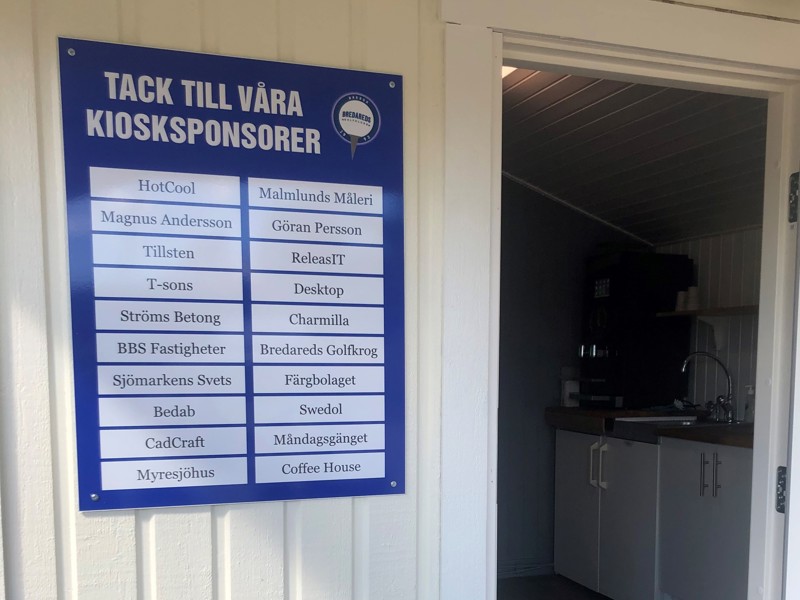 TACK TILL VÅRA
KIOSKSPONSORER
BREDAREDS
HotCool
Magnus Andersson
Tillsten
T-sons
Ströms Betong
BBS Fastigheter
Sjömarkens Svets
Bedab
CadCraft
Myresjöhus
Malmlunds Måleri
Göran Persson
ReleasIT
Desktop
Charmilla
Bredareds Golfkrog
Färgbolaget
Swedol
Måndagsgänget
Coffee House